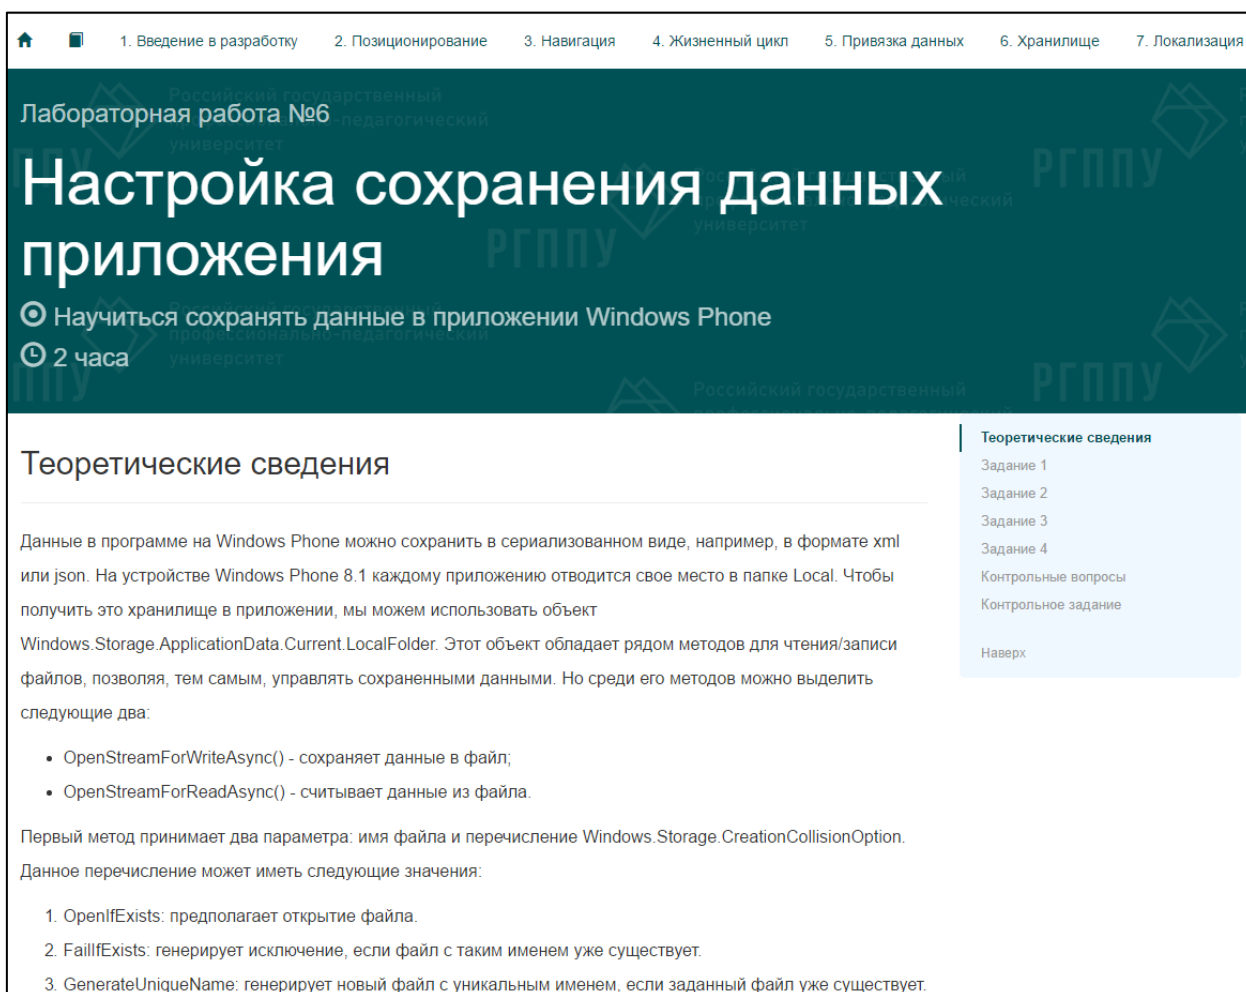 1. Введение в разработку 2. Позиционирование 3. Навигация 4. Жизненный цикл 5. Привязка данных 6. Хранилище 7. Локализация
Лабораторная работа №6
Настройка сохранения данных
приложения
Научиться сохранять данные в приложении Windows Phone
2 часа
Российский государственный
профессионально-педагогический
университет
РГППУ
Теоретические сведения
Данные в программе на Windows Phone можно сохранить в сериализованном виде, например, в формате xml
или json. На устройстве Windows Phone 8.1 каждому приложению отводится свое место в папке Local. Чтобы
получить это хранилище в приложении, мы можем использовать объект
Windows.Storage.ApplicationData.Current.LocalFolder. Этот объект обладает рядом методов для чтения/записи
файлов, позволяя, тем самым, управлять сохраненными данными. Но среди его методов можно выделить
следующие два:
• OpenStreamForWriteAsync() - сохраняет данные в файл;
• OpenStreamForReadAsync() - считывает данные из файла.
Первый метод принимает два параметра: имя файла и перечисление Windows.Storage.CreationCollisionOption.
Данное перечисление может иметь следующие значения:
1. OpenIfExists: предполагает открытие файла.
2. FailIfExists: генерирует исключение, если файл с таким именем уже существует.
3. GenerateUniqueName: генерирует новый файл с уникальным именем, если заданный файл уже существует.
Теоретические сведения
Задание 1
Задание 2
Задание 3
Задание 4
Контрольные вопросы
Контрольное задание
Наверх